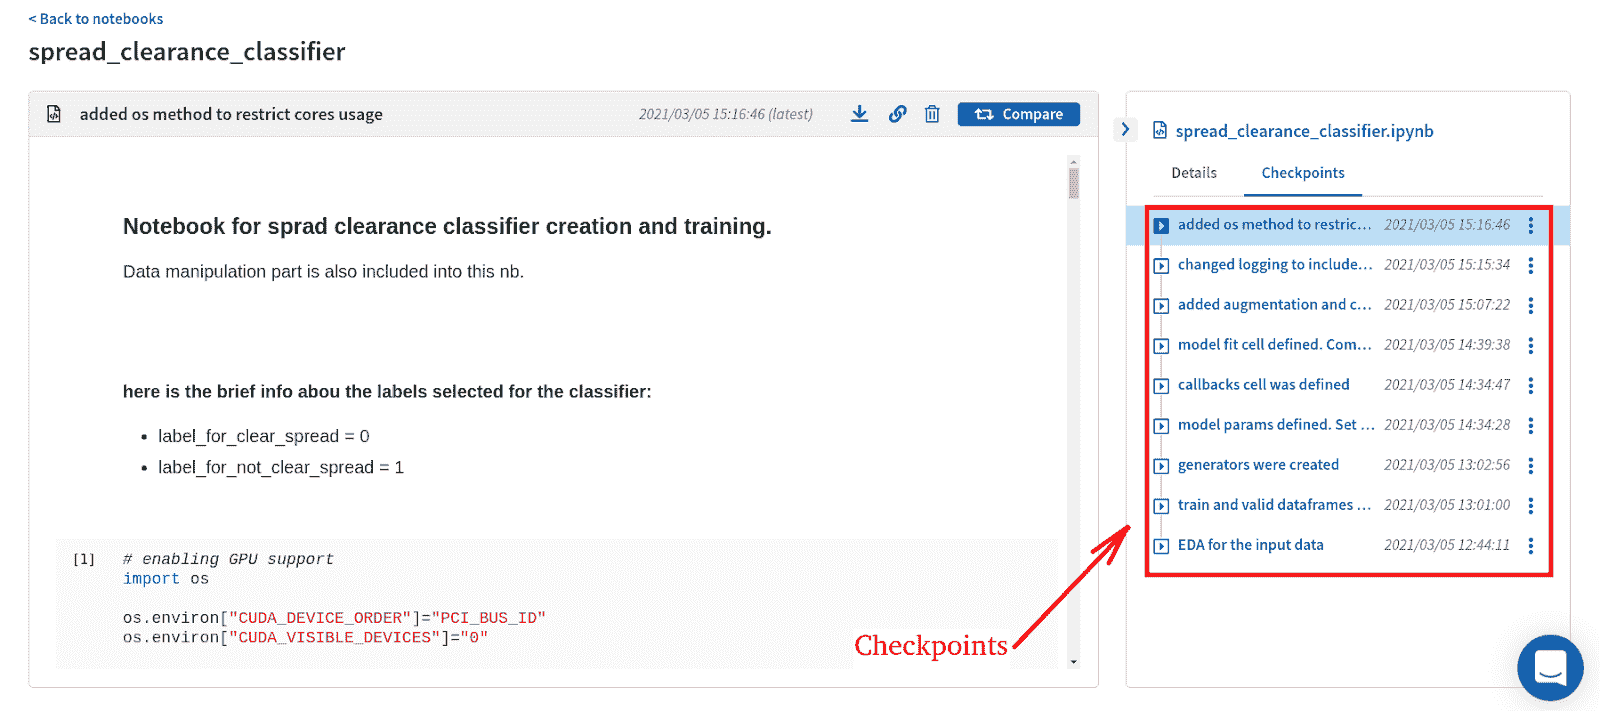 < Back to notebooks
spread_clearance_classifier
added os method to restrict cores usage 2021/03/05 15:16:46 (latest) Compare
Notebook for sprad clearance classifier creation and training.
Data manipulation part is also included into this nb.
here is the brief info abou the labels selected for the classifier:
• label_for_clear_spread = 0
• label_for_not_clear_spread = 1
[1] # enabling GPU support
import os
os.environ["CUDA_DEVICE_ORDER"]="PCI_BUS_ID"
os.environ["CUDA_VISIBLE_DEVICES"]="0"
Checkpoints
spread_clearance_classifier.ipynb
Details Checkpoints
added os method to restric... 2021/03/05 15:16:46
changed logging to include... 2021/03/05 15:15:34
added augmentation and c... 2021/03/05 15:07:22
model fit cell defined. Com... 2021/03/05 14:39:38
callbacks cell was defined 2021/03/05 14:34:47
model params defined. Set ... 2021/03/05 14:34:28
generators were created 2021/03/05 13:02:56
train and valid dataframes ... 2021/03/05 13:01:00
EDA for the input data 2021/03/05 12:44:11